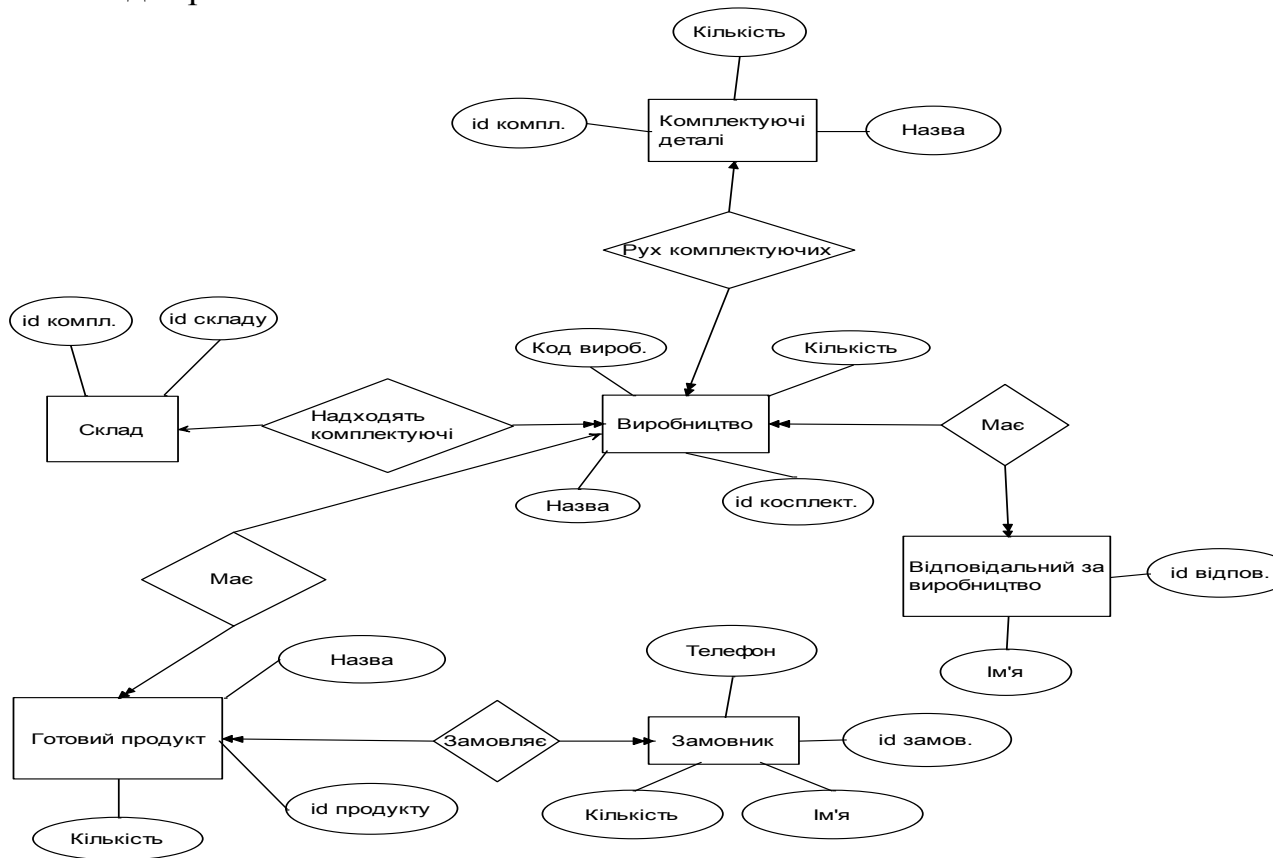 Кількість
id компл.
Комплектуючі
деталі
Назва
Рух комплектуючих
id компл.
id складу
Код вироб.
Кількість
Склад
Надходять
комплектуючі
Виробництво
Має
Назва
id косплект.
Має
Відповідальний за
виробництво
id відпов.
Назва
Телефон
Ім'я
Готовий продукт
Замовляє
Замовник
id замов.
id продукту
Кількість
Ім'я
Кількість